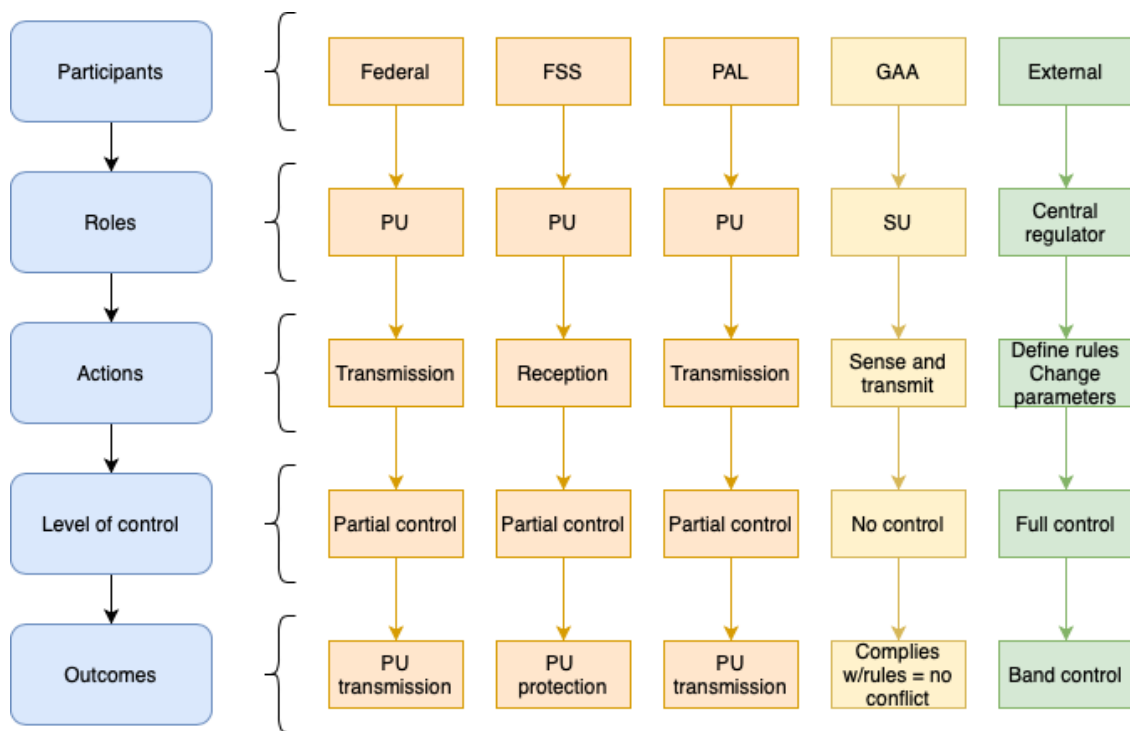 Participants
Federal
FSS
PAL
GAA
External
Roles
PU
PU
PU
SU
Central
regulator
Actions
Transmission
Reception
Transmission
Sense and
transmit
Define rules
Change
parameters
Level of control
Partial control
Partial control
Partial control
No control
Full control
Outcomes
PU
transmission
PU
protection
PU
transmission
Complies
w/rules = no
conflict
Band control